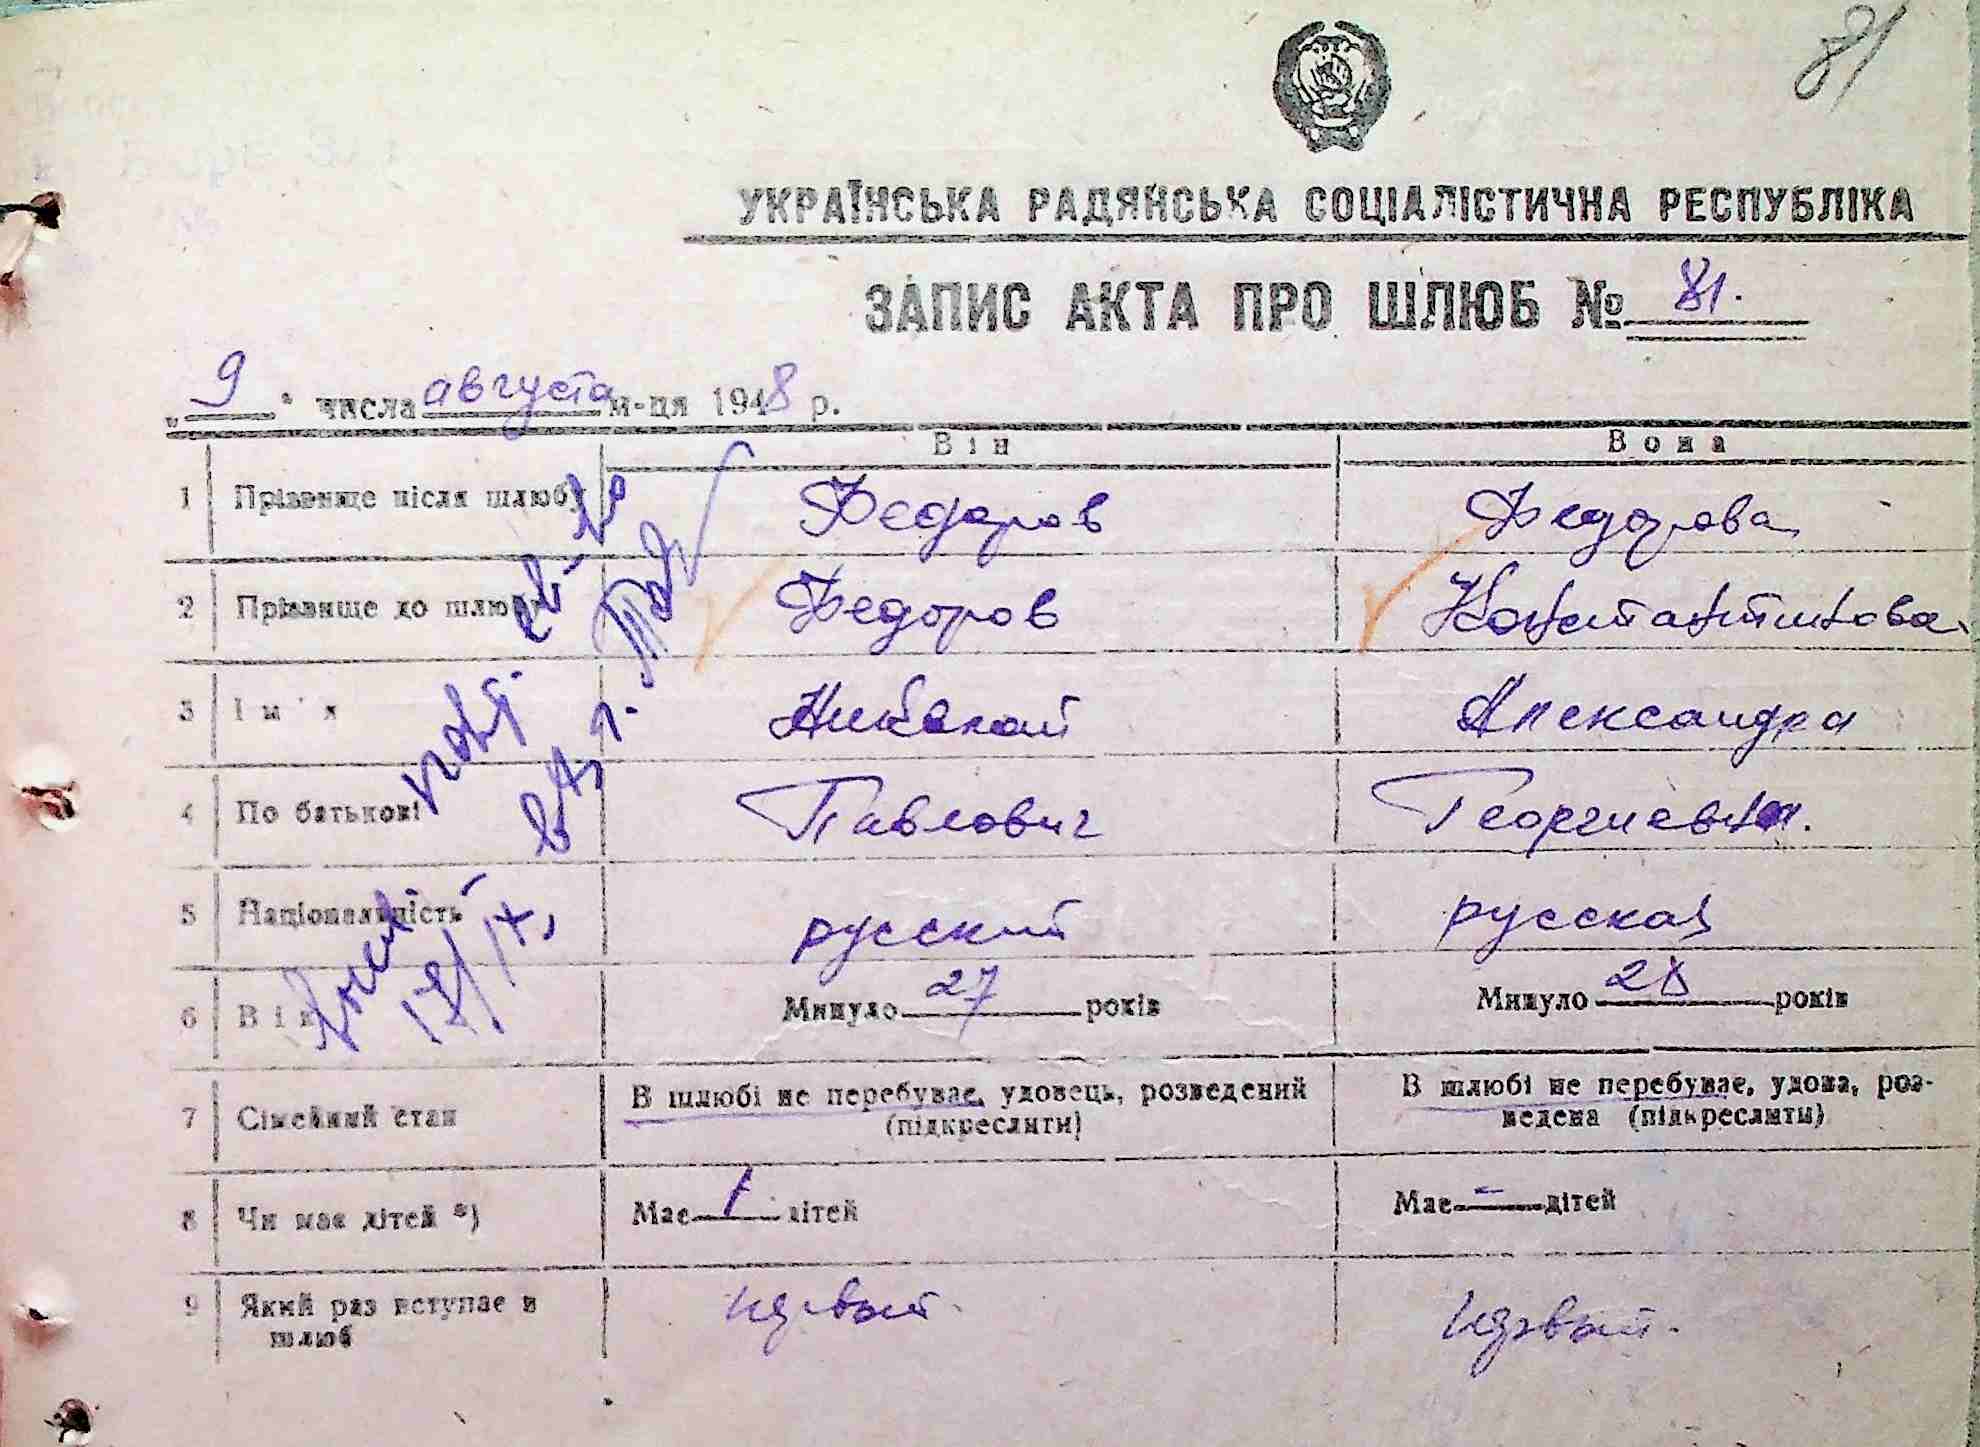 81
УКРАЇНСЬКА РАДЯНСЬКА СОЦІАЛІСТИЧНА РЕСПУБЛІКА
ЗАПИС АКТА ПРО ШЛЮБ № 81.
„ 9 “ числа августа м-ця 1948 р.
Він Вона
1 Прізвище після шлюбу Федоров Федорова
2 Прізвище до шлюбу Федоров Константинова
3 Ім'я Николай Александра
4 По батькові Павлович Георгиевна.
5 Національність русский русская
6 Вік Минуло 27 років Минуло 28 років
7 Сімейний стан В шлюбі не перебуває, удовець, розведений (підкреслити) В шлюбі не перебуває, удова, роз-
ведена (підкреслити)
8 Чи має дітей *) Має 1 дітей Має - дітей
9 Який раз вступає в шлюб первый. первый.